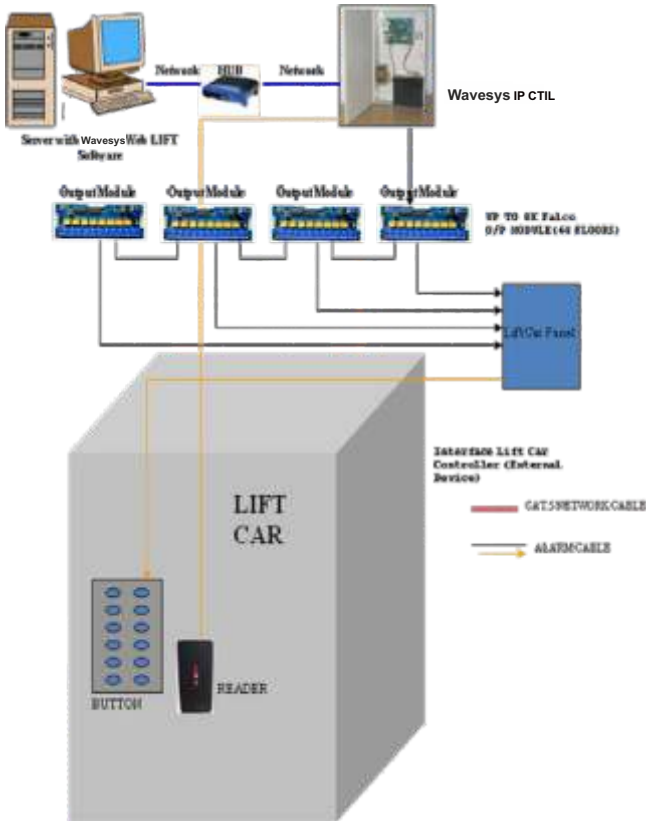 Network
HUB
Network
Wavesys IP CTIL
Server with Wavesys Web LIFT
Software
Output Module
Output Module
Output Module
Output Module
UP TO 8X Falco
O/P MODULE(64 FLOORS)
Lift Car Panel
Interface Lift Car
Controller (External
Device)
CAT.5 NETWORK CABLE
ALARM CABLE
LIFT
CAR
READER
BUTTON